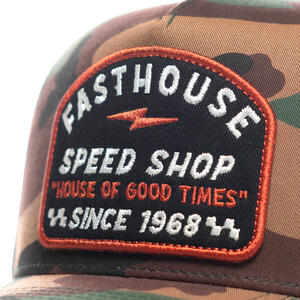 FASTHOUSE
SPEED SHOP
"HOUSE OF GOOD TIMES"
SINCE 1968